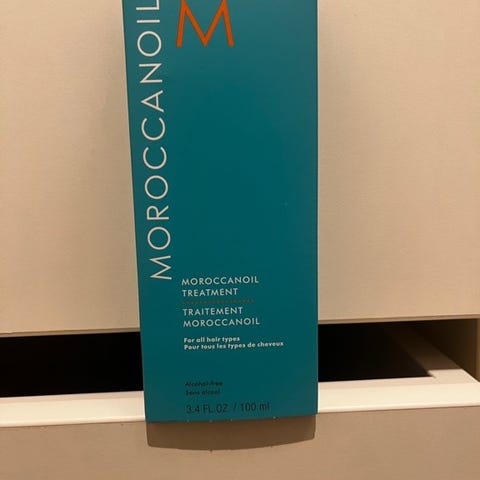 M
MOROCCANOIL
MOROCCANOIL
TREATMENT
TRAITEMENT
MOROCCANOIL
For all hair types
Pour tous les types de cheveux
Alcohol-free
Sans alcool
3.4 FL.OZ. / 100 ml